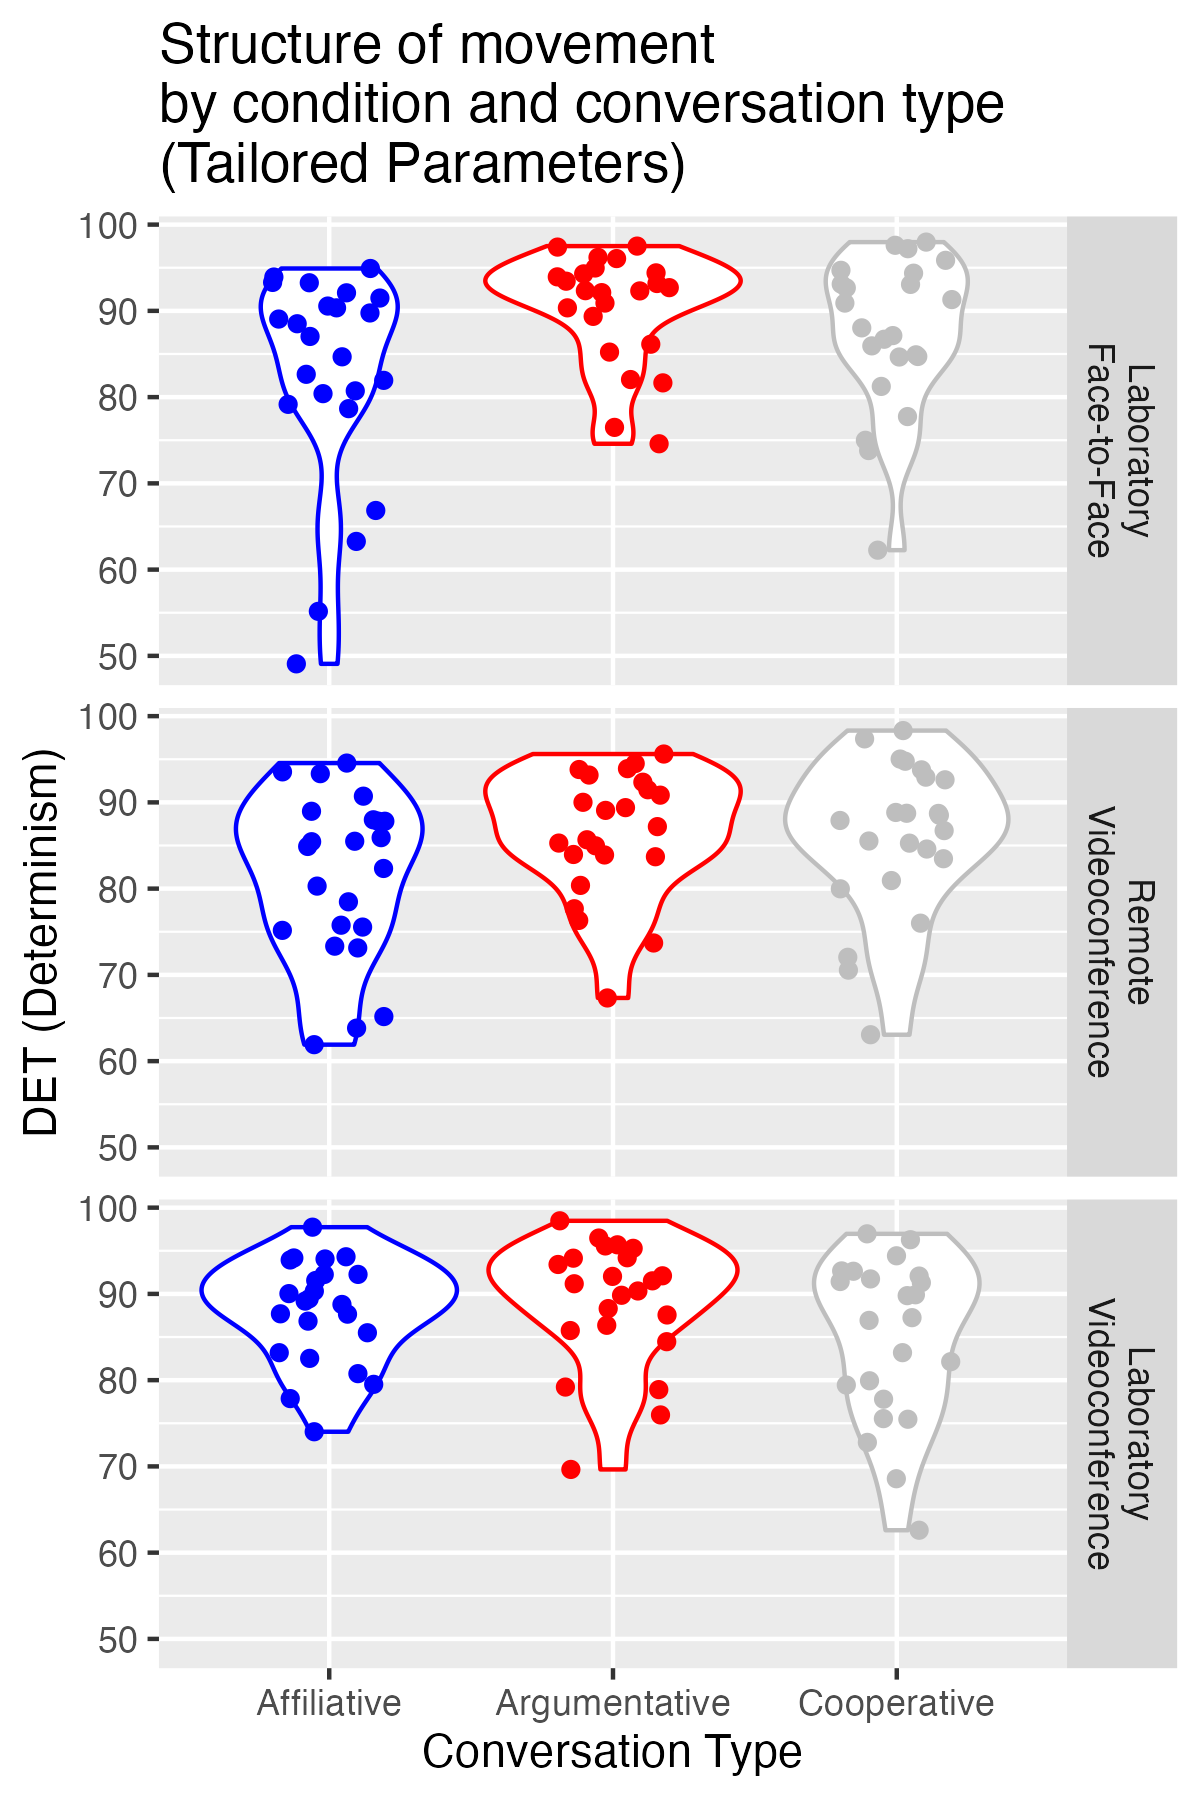 Structure of movement
by condition and conversation type
(Tailored Parameters)
DET (Determinism)
100
90
80
70
60
50
Laboratory
Face-to-Face
100
90
80
70
60
50
Remote
Videoconference
100
90
80
70
60
50
Laboratory
Videoconference
Affiliative
Argumentative
Cooperative
Conversation Type